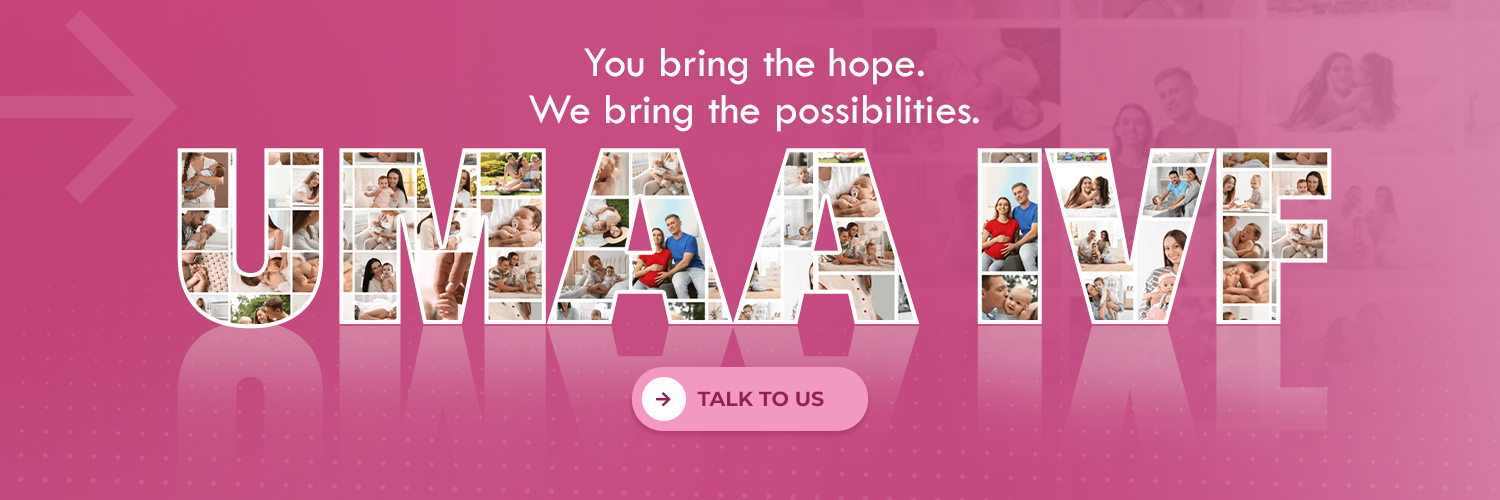 You bring the hope.
We bring the possibilities.
UMAA IVF
TALK TO US